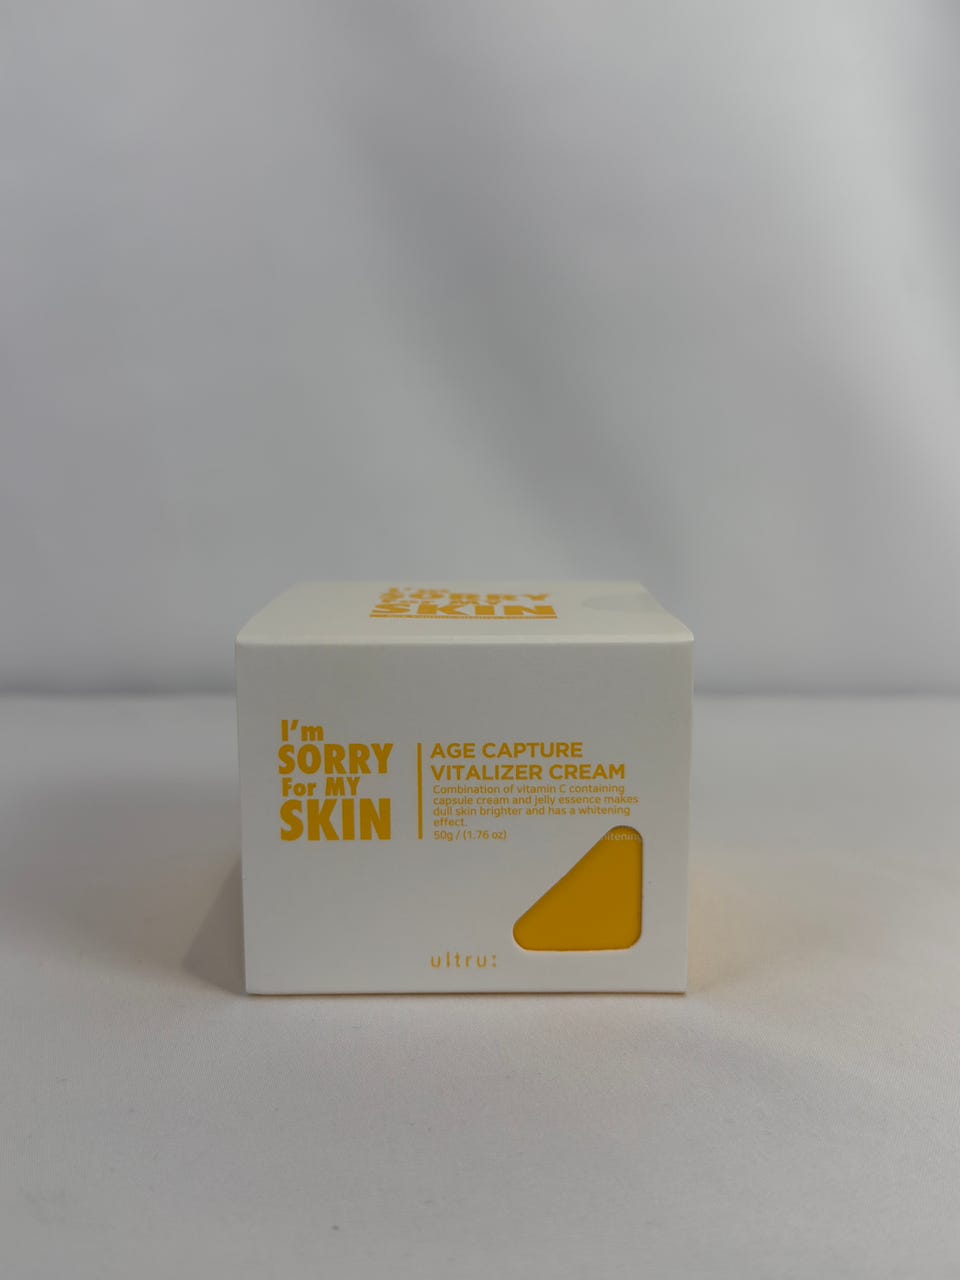 I'm
SORRY
For MY
SKIN
I'm
SORRY
For MY
SKIN
AGE CAPTURE
VITALIZER CREAM
Combination of vitamin C containing
capsule cream and jelly essence makes
dull skin brighter and has a whitening
effect.
50g / (1.76 oz)
ultru: